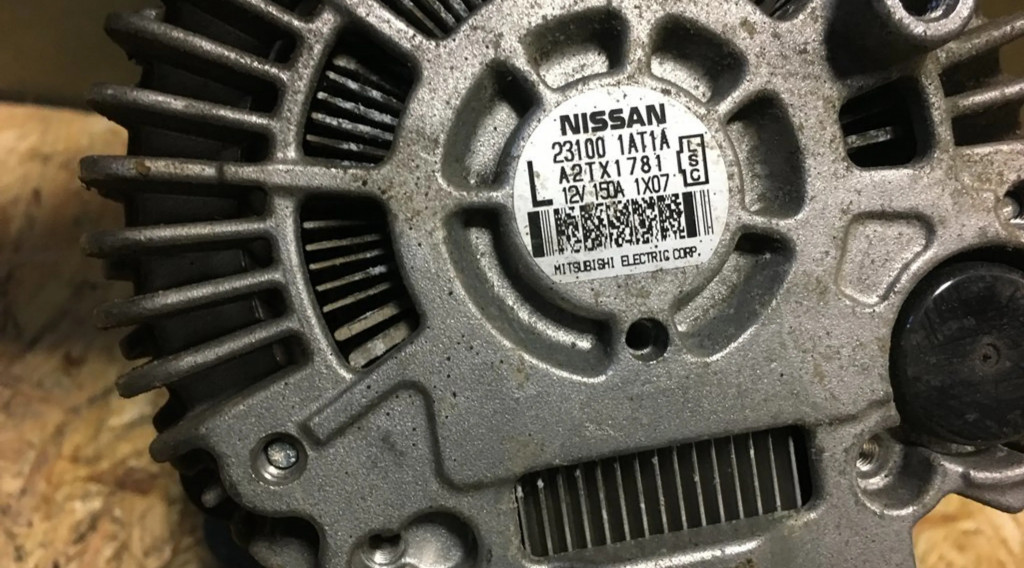 NISSAN
23100 1AT1A
A2TX1781
12V 150A 1X07
L
LSC
MITSUBISHI ELECTRIC CORP.